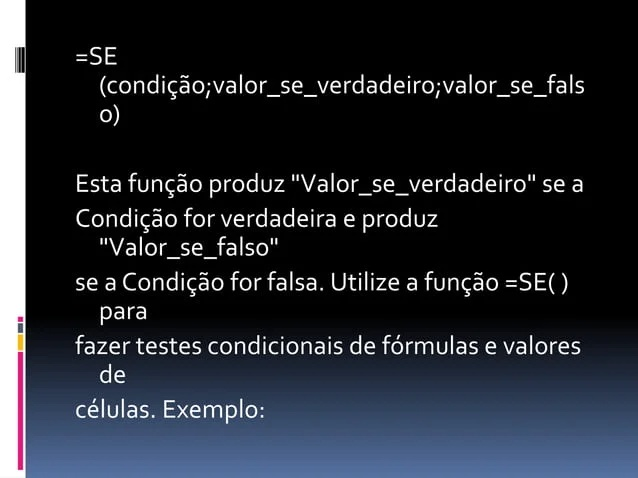 =SE
(condição;valor_se_verdadeiro;valor_se_fals
o)
Esta função produz "Valor_se_verdadeiro" se a
Condição for verdadeira e produz
"Valor_se_falso"
se a Condição for falsa. Utilize a função =SE( )
para
fazer testes condicionais de fórmulas e valores
de
células. Exemplo: